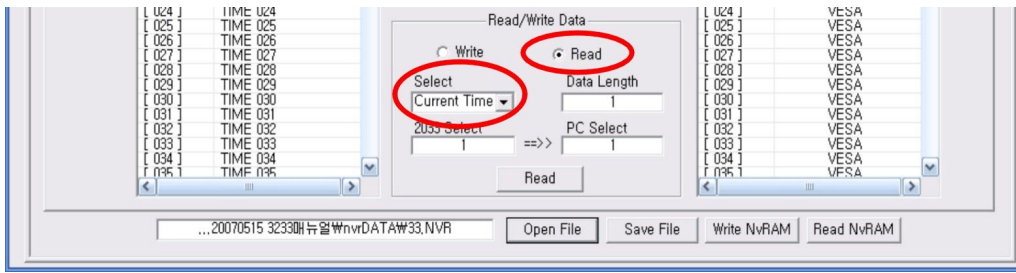 [ 024 ] TIME 024
[ 025 ] TIME 025
[ 026 ] TIME 026
[ 027 ] TIME 027
[ 028 ] TIME 028
[ 029 ] TIME 029
[ 030 ] TIME 030
[ 031 ] TIME 031
[ 032 ] TIME 032
[ 033 ] TIME 033
[ 034 ] TIME 034
[ 035 ] TIME 035
Read/Write Data
Write Read
Select Data Length
Current Time 1
2033 Select PC Select
1 ==>> 1
Read
[ 024 ] VESA
[ 025 ] VESA
[ 026 ] VESA
[ 027 ] VESA
[ 028 ] VESA
[ 029 ] VESA
[ 030 ] VESA
[ 031 ] VESA
[ 032 ] VESA
[ 033 ] VESA
[ 034 ] VESA
[ 035 ] VESA
...20070515 3233매뉴얼₩nvrDATA₩33.NVR Open File Save File Write NvRAM Read NvRAM